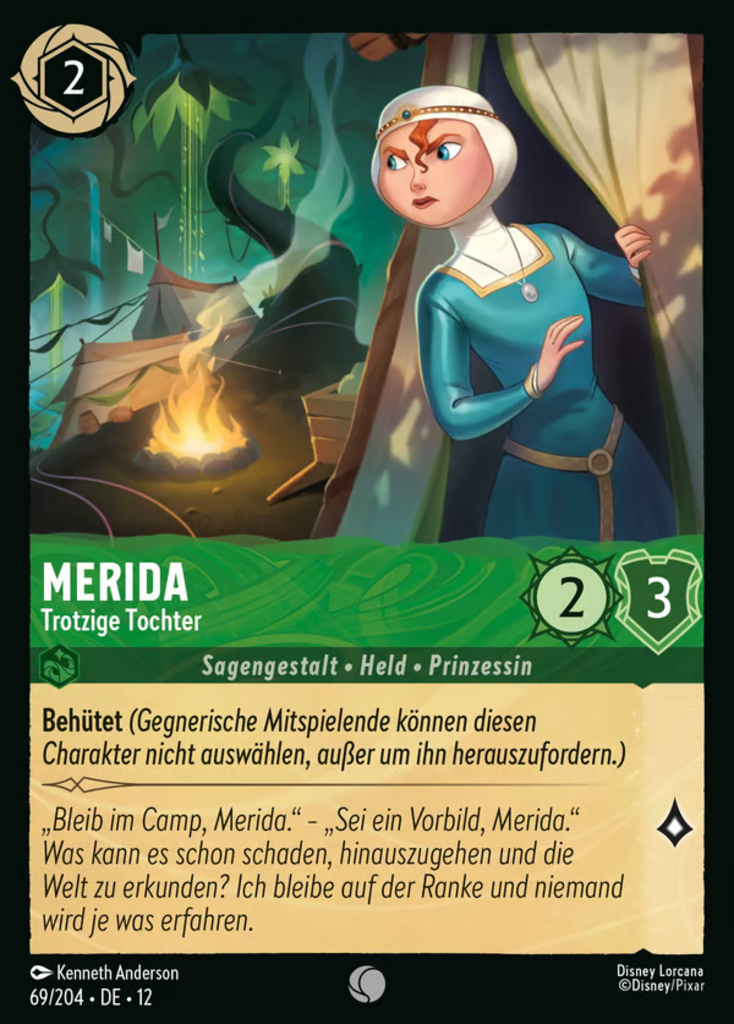 2
MERIDA
Trotzige Tochter
2
3
Sagengestalt • Held • Prinzessin
Behütet (Gegnerische Mitspielende können diesen
Charakter nicht auswählen, außer um ihn herauszufordern.)
„Bleib im Camp, Merida.“ – „Sei ein Vorbild, Merida.“
Was kann es schon schaden, hinauszugehen und die
Welt zu erkunden? Ich bleibe auf der Ranke und niemand
wird je was erfahren.
Kenneth Anderson
69/204 • DE • 12
Disney Lorcana
©Disney/Pixar